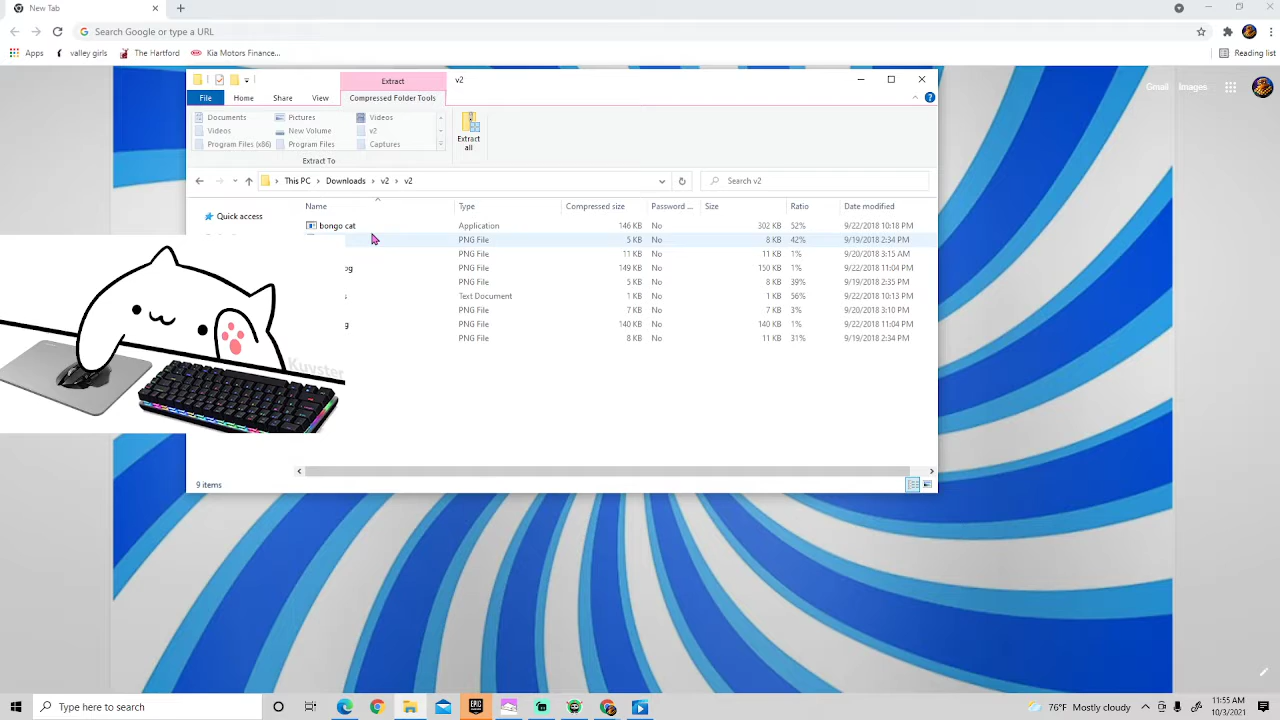 New Tab
Search Google or type a URL
Apps valley girls The Hartford Kia Motors Finance... Reading list
Extract v2
File Home Share View Compressed Folder Tools
Documents Pictures Videos
Videos New Volume v2
Program Files (x86) Program Files Captures
Extract all
Extract To
This PC Downloads v2 v2 Search v2
Gmail Images
Name Type Compressed size Password ... Size Ratio Date modified
Quick access
bongo cat Application 146 KB No 302 KB 52% 9/22/2018 10:18 PM
PNG File 5 KB No 8 KB 42% 9/19/2018 2:34 PM
PNG File 11 KB No 11 KB 1% 9/20/2018 3:15 AM
PNG File 149 KB No 150 KB 1% 9/22/2018 11:04 PM
PNG File 5 KB No 8 KB 39% 9/19/2018 2:35 PM
Text Document 1 KB No 1 KB 56% 9/22/2018 10:13 PM
PNG File 7 KB No 7 KB 3% 9/20/2018 3:10 PM
PNG File 140 KB No 140 KB 1% 9/22/2018 11:04 PM
PNG File 8 KB No 11 KB 31% 9/19/2018 2:34 PM
Kuyster
9 items
Type here to search
EPIC
76°F Mostly cloudy
11:55 AM
10/3/2021